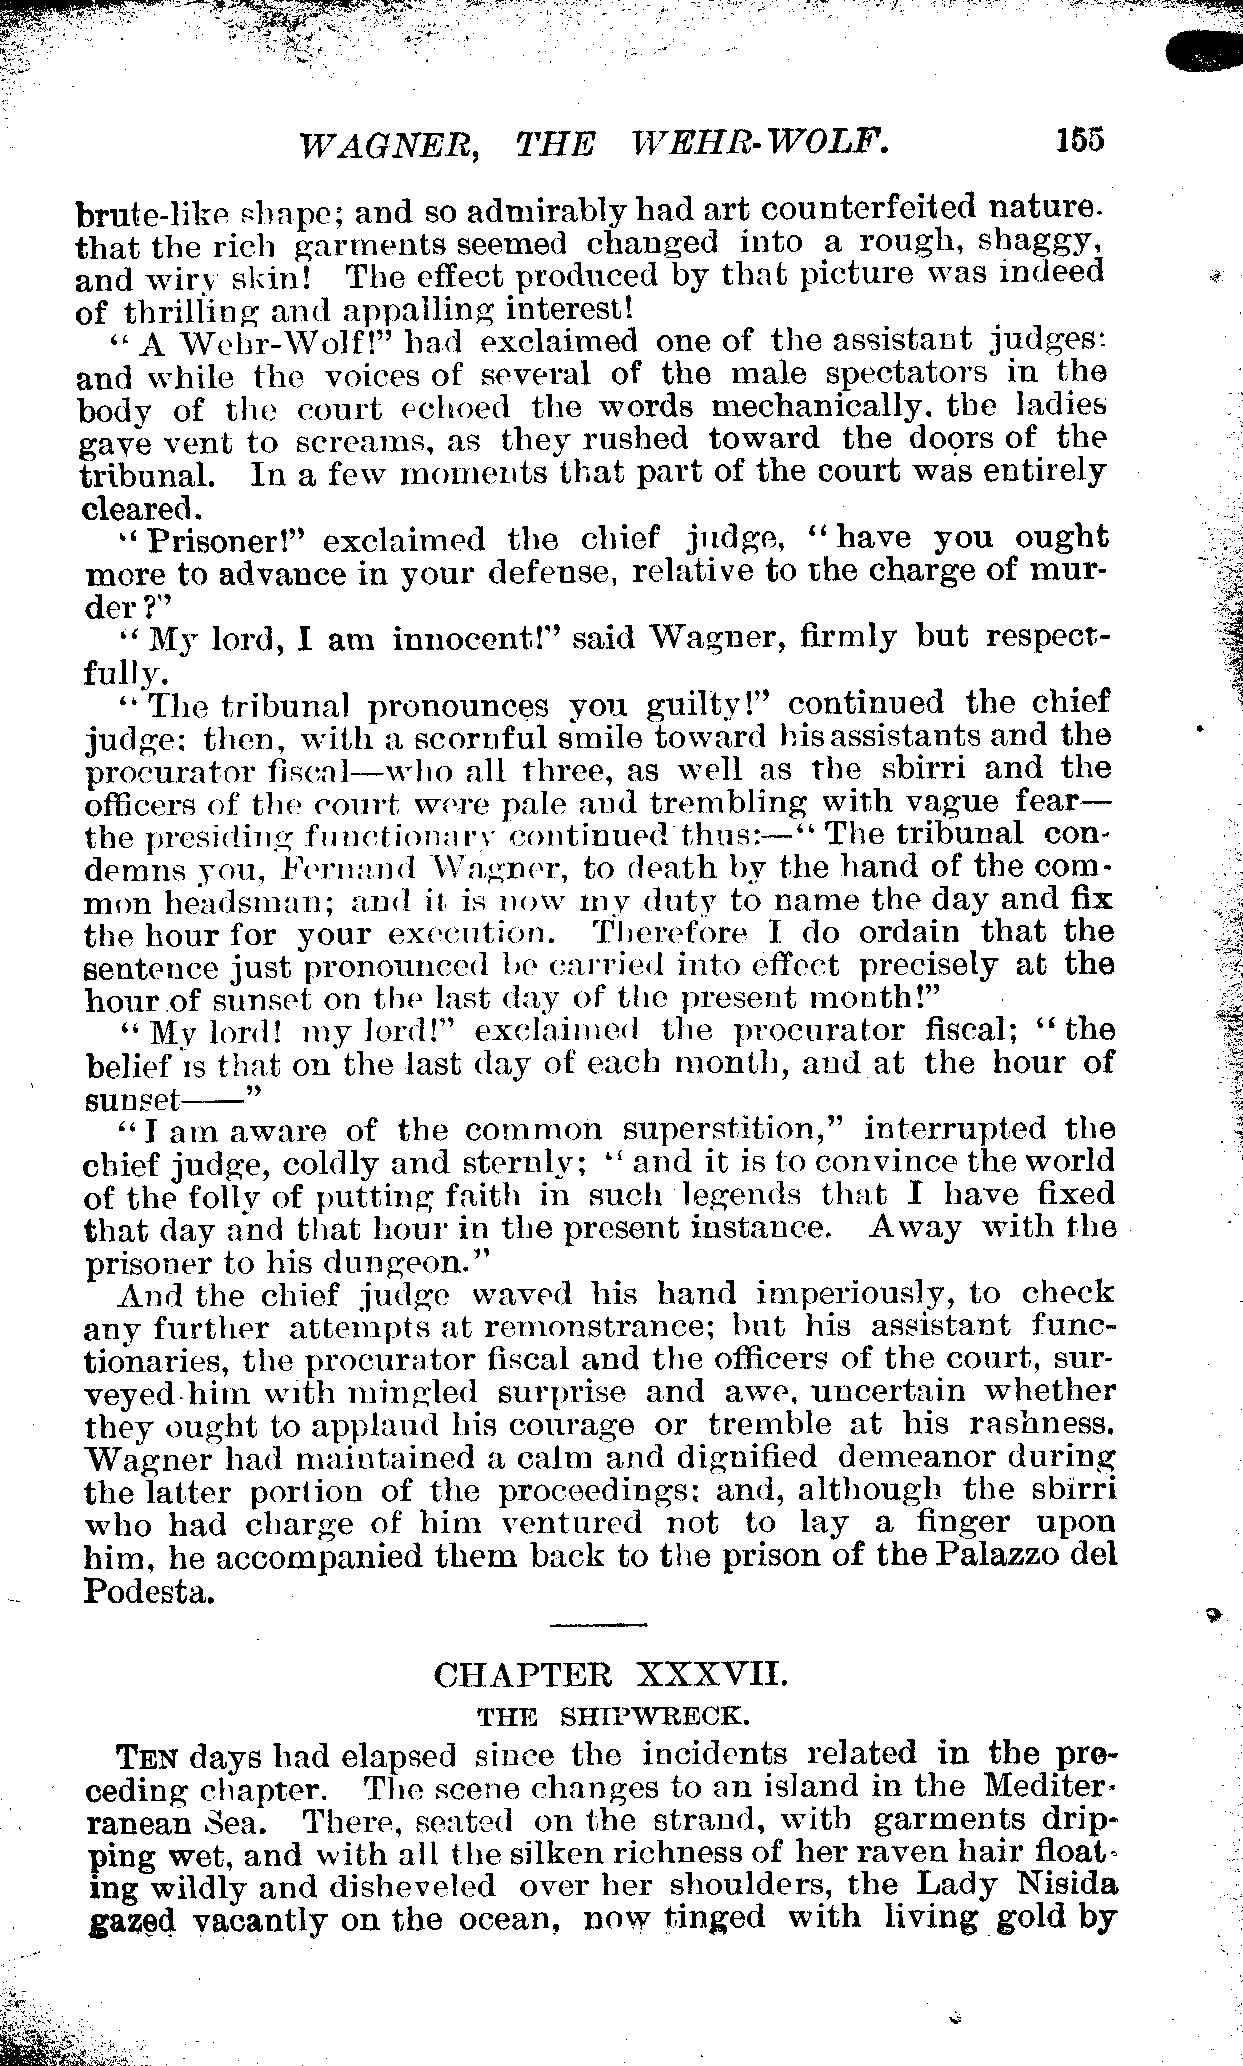 WAGNER, THE WEHR-WOLF. 155
brute-like shape; and so admirably had art counterfeited nature.
that the rich garments seemed changed into a rough, shaggy,
and wiry skin! The effect produced by that picture was indeed
of thrilling and appalling interest!
"A Wehr-Wolf!" had exclaimed one of the assistant judges:
and while the voices of several of the male spectators in the
body of the court echoed the words mechanically. the ladies
gave vent to screams, as they rushed toward the doors of the
tribunal. In a few moments that part of the court was entirely
cleared.
"Prisoner!" exclaimed the chief judge, "have you ought
more to advance in your defense, relative to the charge of mur-
der?"
"My lord, I am innocent!" said Wagner, firmly but respect-
fully.
"The tribunal pronounces you guilty!" continued the chief
judge: then, with a scornful smile toward his assistants and the
procurator fiscal—who all three, as well as the sbirri and the
officers of the court were pale and trembling with vague fear—
the presiding functionary continued thus:—"The tribunal con-
demns you, Fernand Wagner, to death by the hand of the com-
mon headsman; and it is now my duty to name the day and fix
the hour for your execution. Therefore I do ordain that the
sentence just pronounced be carried into effect precisely at the
hour of sunset on the last day of the present month!"
"My lord! my lord!" exclaimed the procurator fiscal; "the
belief is that on the last day of each month, and at the hour of
sunset——"
"I am aware of the common superstition," interrupted the
chief judge, coldly and sternly; "and it is to convince the world
of the folly of putting faith in such legends that I have fixed
that day and that hour in the present instance. Away with the
prisoner to his dungeon."
And the chief judge waved his hand imperiously, to check
any further attempts at remonstrance; but his assistant func-
tionaries, the procurator fiscal and the officers of the court, sur-
veyed him with mingled surprise and awe, uncertain whether
they ought to applaud his courage or tremble at his rashness.
Wagner had maintained a calm and dignified demeanor during
the latter portion of the proceedings: and, although the sbirri
who had charge of him ventured not to lay a finger upon
him, he accompanied them back to the prison of the Palazzo del
Podesta.
CHAPTER XXXVII.
THE SHIPWRECK.
TEN days had elapsed since the incidents related in the pre-
ceding chapter. The scene changes to an island in the Mediter-
ranean Sea. There, seated on the strand, with garments drip-
ping wet, and with all the silken richness of her raven hair float-
ing wildly and disheveled over her shoulders, the Lady Nisida
gazed vacantly on the ocean, now tinged with living gold by